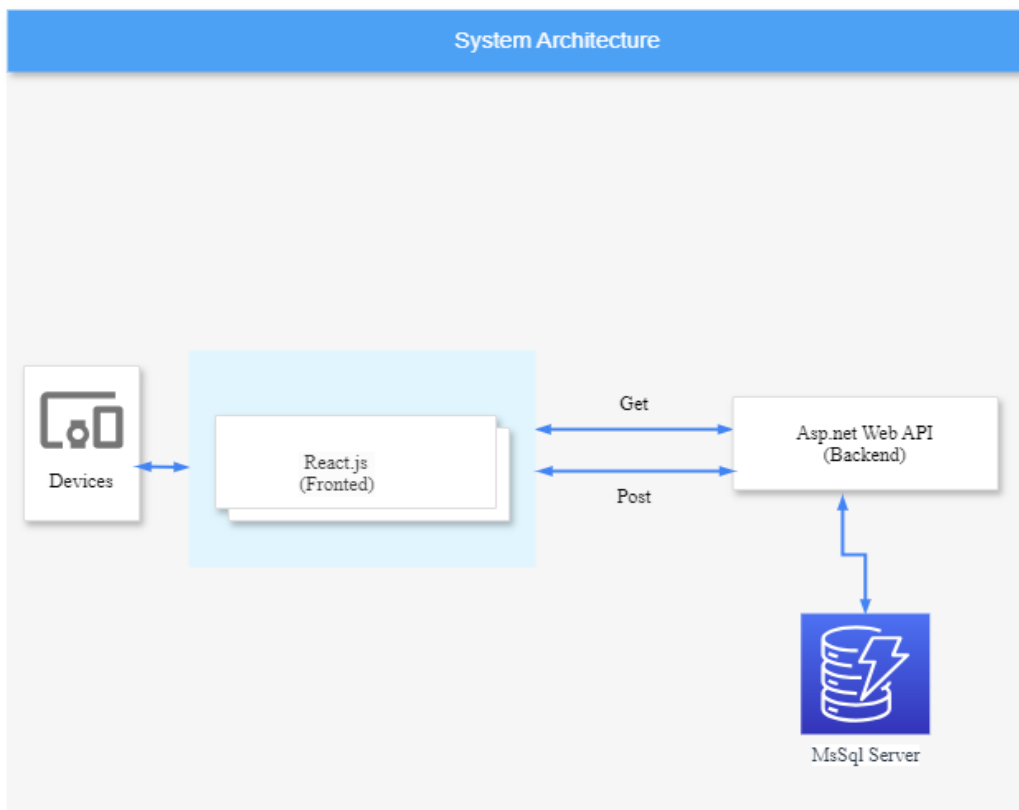 System Architecture
Devices
React.js
(Fronted)
Get
Post
Asp.net Web API
(Backend)
MsSql Server